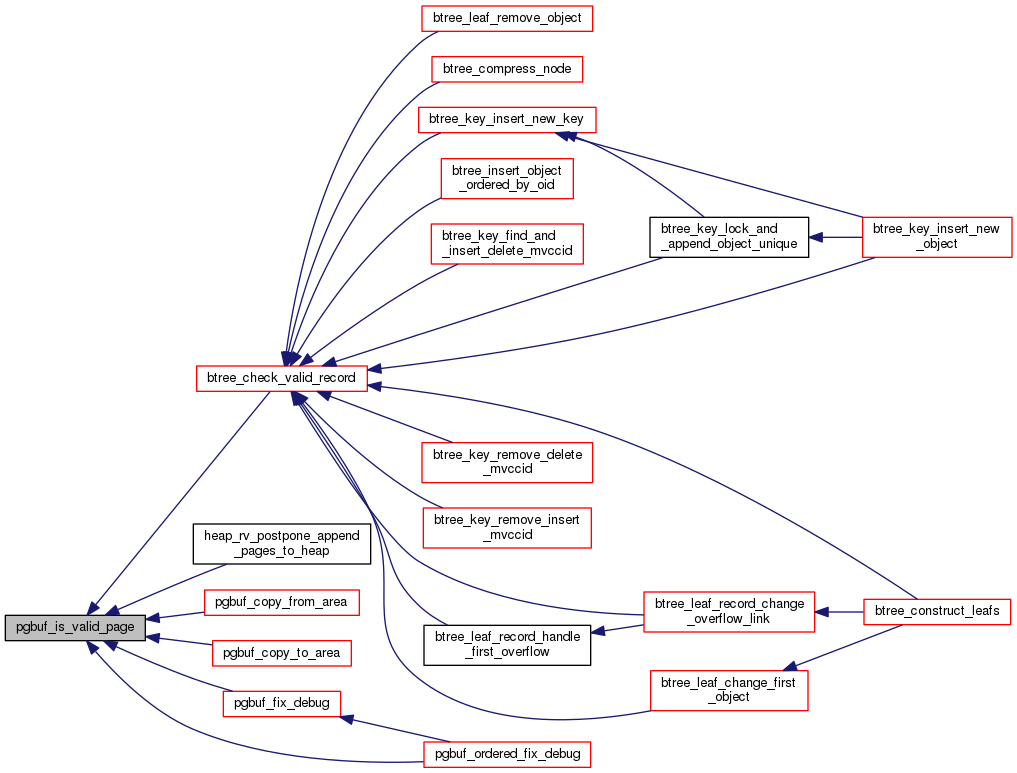 btree_leaf_remove_object
btree_compress_node
btree_key_insert_new_key
btree_insert_object
_ordered_by_oid
btree_key_find_and
_insert_delete_mvccid
btree_key_lock_and
_append_object_unique
btree_key_insert_new
_object
btree_check_valid_record
btree_key_remove_delete
_mvccid
btree_key_remove_insert
_mvccid
heap_rv_postpone_append
_pages_to_heap
pgbuf_copy_from_area
pgbuf_is_valid_page
btree_leaf_record_change
_overflow_link
btree_construct_leafs
btree_leaf_record_handle
_first_overflow
pgbuf_copy_to_area
btree_leaf_change_first
_object
pgbuf_fix_debug
pgbuf_ordered_fix_debug